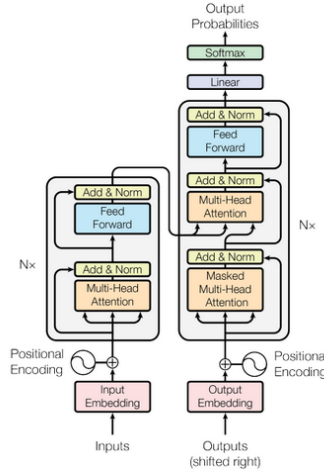 Output
Probabilities
Softmax
Linear
Add & Norm
Feed
Forward
Add & Norm
Multi-Head
Attention
Nx
Add & Norm
Masked
Multi-Head
Attention
Add & Norm
Feed
Forward
Nx
Add & Norm
Multi-Head
Attention
Positional
Encoding
Positional
Encoding
Input
Embedding
Output
Embedding
Inputs
Outputs
(shifted right)